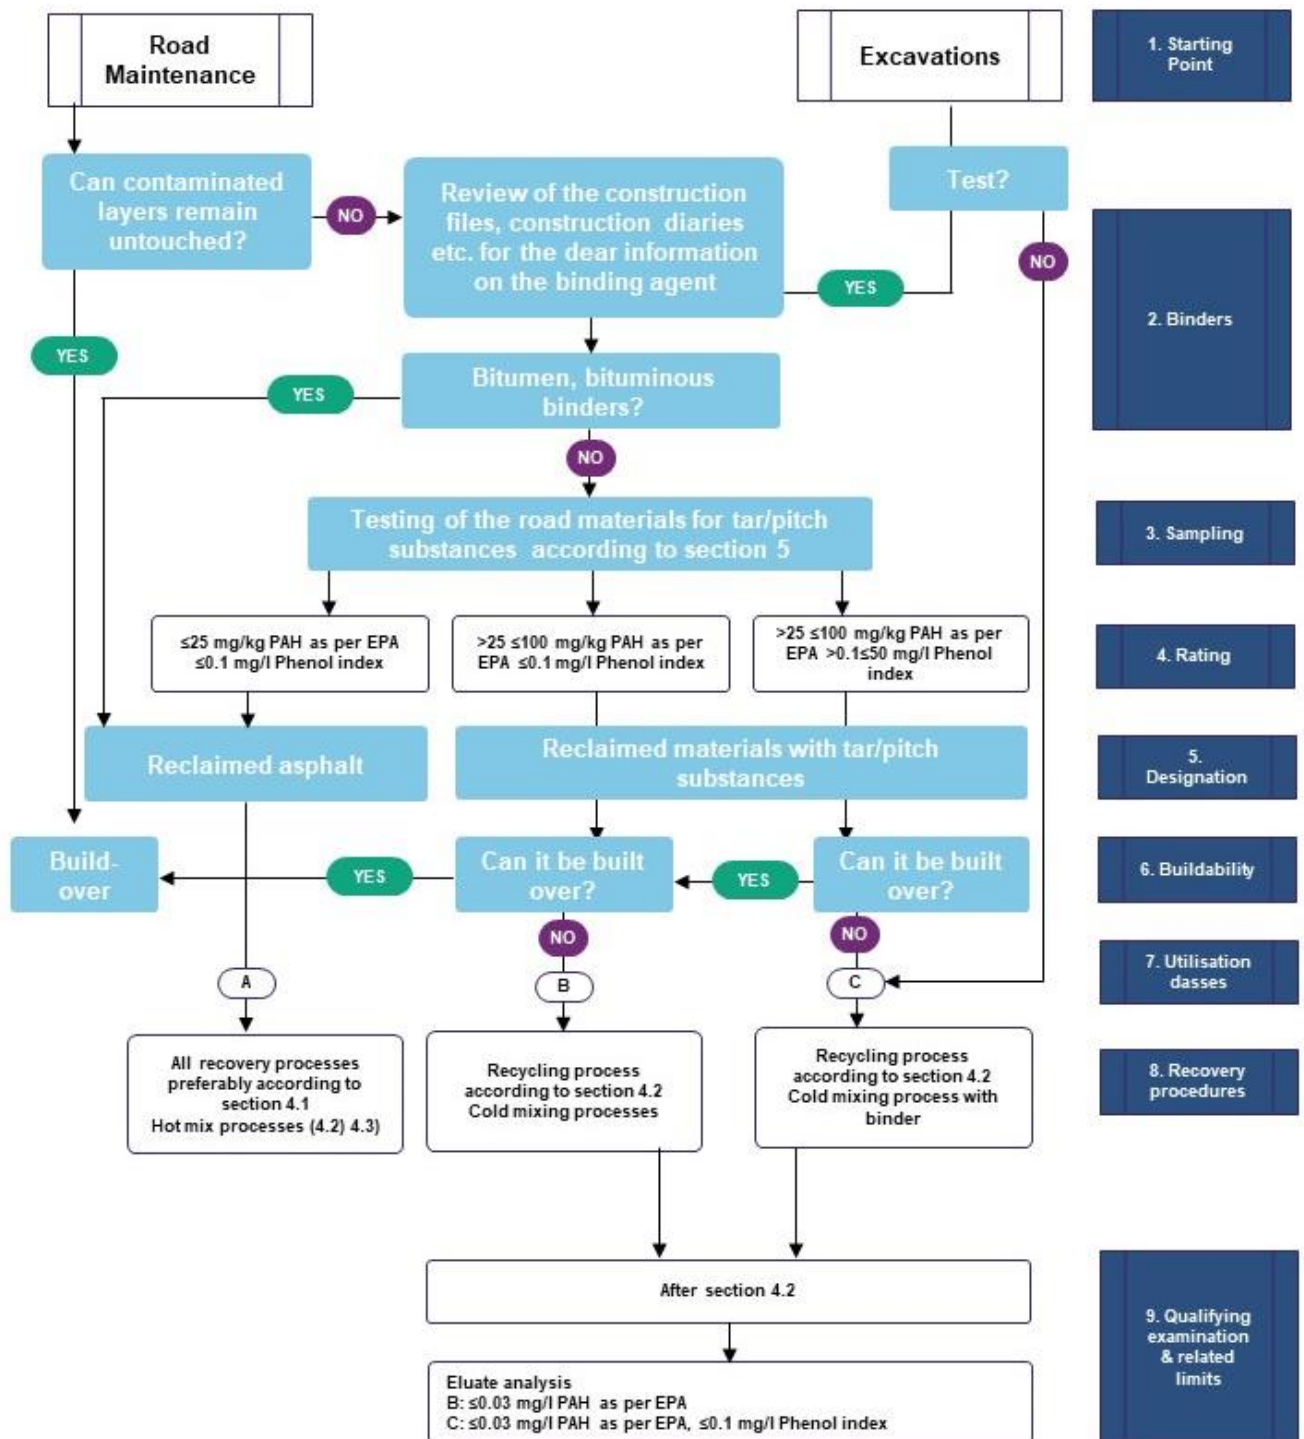 Road
Maintenance
Excavations
1. Starting
Point
Can contaminated
layers remain
untouched?
NO
Review of the construction
files, construction diaries
etc. for the dear information
on the binding agent
Test?
NO
YES
2. Binders
YES
YES
Bitumen, bituminous
binders?
NO
Testing of the road materials for tar/pitch
substances according to section 5
3. Sampling
≤25 mg/kg PAH as per EPA
≤0.1 mg/l Phenol index
>25 ≤100 mg/kg PAH as per
EPA ≤0.1 mg/l Phenol index
>25 ≤100 mg/kg PAH as per
EPA >0.1≤50 mg/l Phenol
index
4. Rating
Reclaimed asphalt
Reclaimed materials with tar/pitch
substances
5.
Designation
Build-
over
YES
Can it be built
over?
YES
Can it be built
over?
6. Buildability
NO
NO
A
B
C
7. Utilisation
dasses
All recovery processes
preferably according to
section 4.1
Hot mix processes (4.2) 4.3)
Recycling process
according to section 4.2
Cold mixing processes
Recycling process
according to section 4.2
Cold mixing process with
binder
8. Recovery
procedures
After section 4.2
9. Qualifying
examination
& related
limits
Eluate analysis
B: ≤0.03 mg/l PAH as per EPA
C: ≤0.03 mg/l PAH as per EPA, ≤0.1 mg/l Phenol index